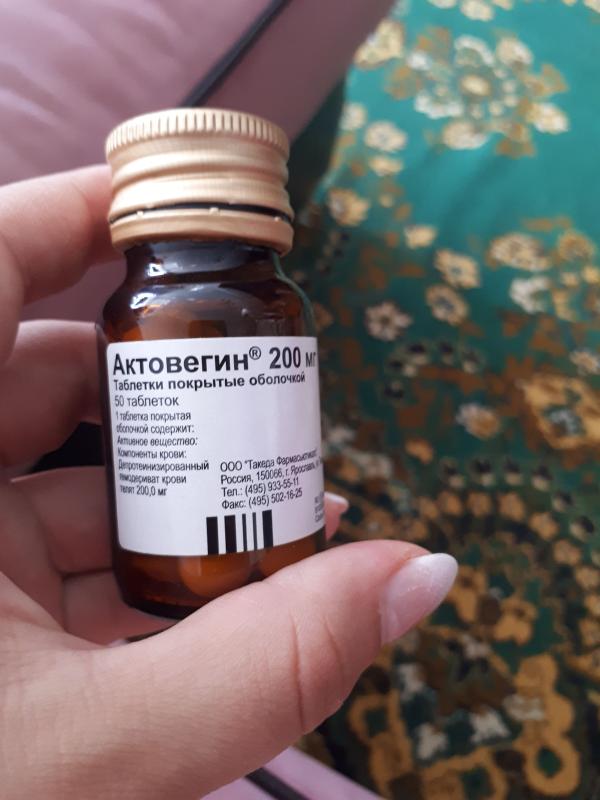 Актовегин® 200 мг
Таблетки покрытые оболочкой
50 таблеток
1 таблетка покрытая
оболочкой содержит:
Активное вещество:
Компоненты крови:
Депротеинизированный
гемодериват крови
телят 200,0 мг
ООО "Такеда Фармасьютикалс"
Россия, 150066, г. Ярославль,
Тел.: (495) 933-55-11
Факс: (495) 502-16-25